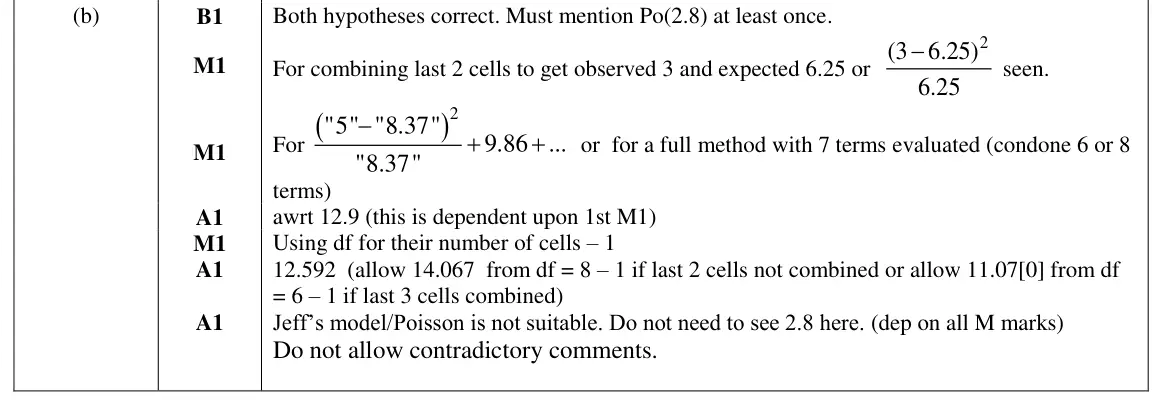 (b) B1 Both hypotheses correct. Must mention Po(2.8) at least once.
M1 For combining last 2 cells to get observed 3 and expected 6.25 or (3 – 6.25)² / 6.25 seen.
M1 For ("5"–"8.37")² / "8.37" + 9.86 + ... or for a full method with 7 terms evaluated (condone 6 or 8
terms)
A1 awrt 12.9 (this is dependent upon 1st M1)
M1 Using df for their number of cells – 1
A1 12.592 (allow 14.067 from df = 8 – 1 if last 2 cells not combined or allow 11.07[0] from df
= 6 – 1 if last 3 cells combined)
A1 Jeff's model/Poisson is not suitable. Do not need to see 2.8 here. (dep on all M marks)
Do not allow contradictory comments.